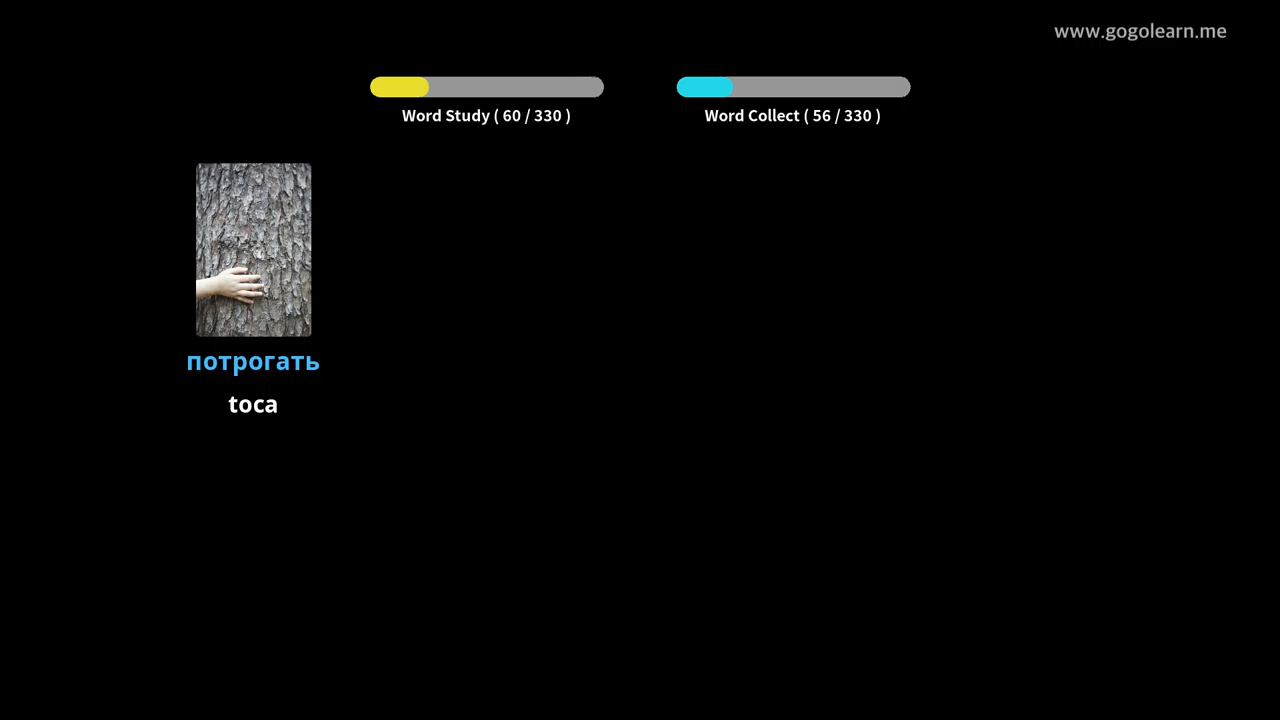 www.gogolearn.me
Word Study ( 60 / 330 )
Word Collect ( 56 / 330 )
потрогать
toca